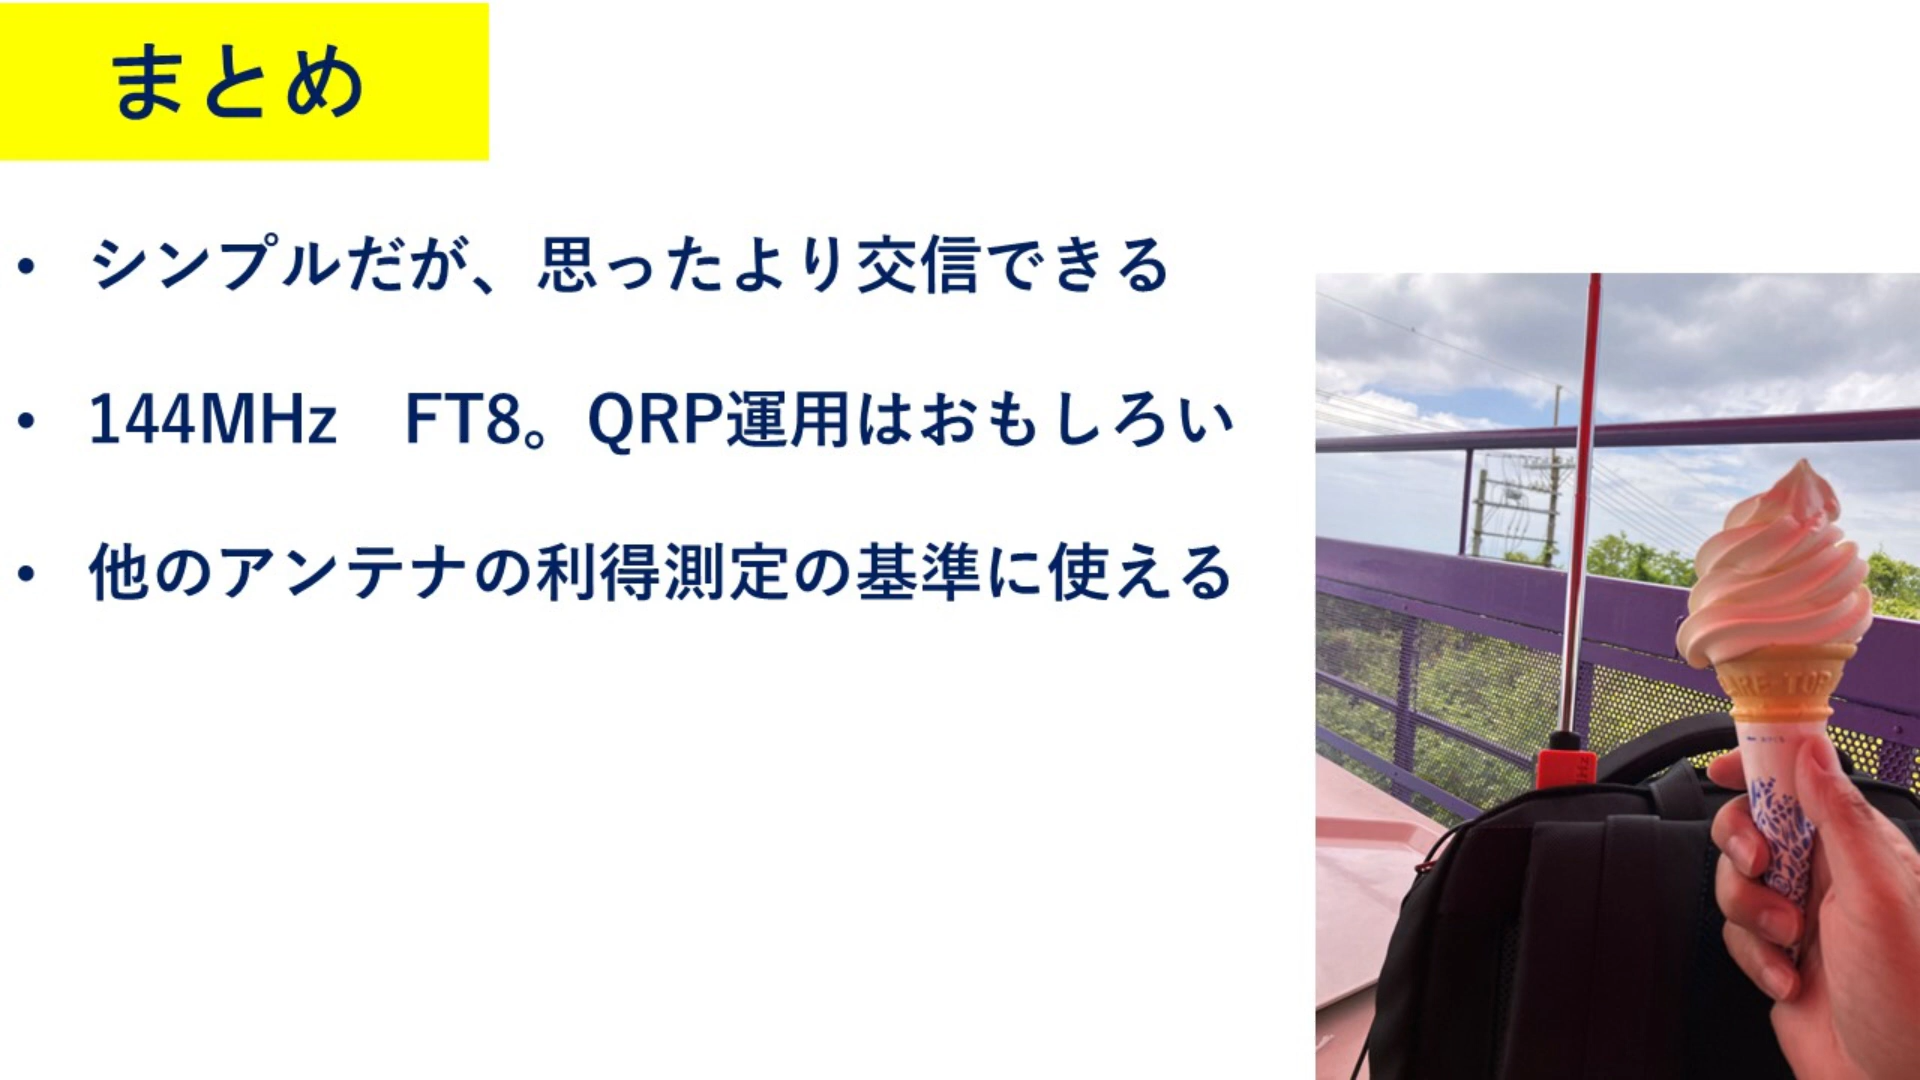 まとめ
• シンプルだが、思ったより交信できる
• 144MHz　FT8。QRP運用はおもしろい
• 他のアンテナの利得測定の基準に使える